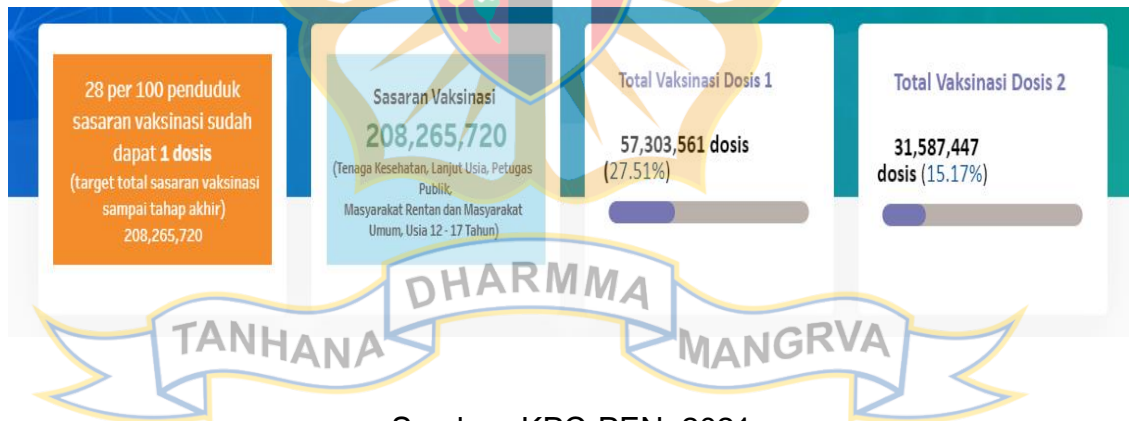 28 per 100 penduduk
sasaran vaksinasi sudah
dapat 1 dosis
(target total sasaran vaksinasi
sampai tahap akhir)
208,265,720
Sasaran Vaksinasi
208,265,720
(Tenaga Kesehatan, Lanjut Usia, Petugas
Publik,
Masyarakat Rentan dan Masyarakat
Umum, Usia 12 - 17 Tahun)
Total Vaksinasi Dosis 1
57,303,561 dosis
(27.51%)
Total Vaksinasi Dosis 2
31,587,447
dosis (15.17%)
TANHANA DHARMMA MANGRVA